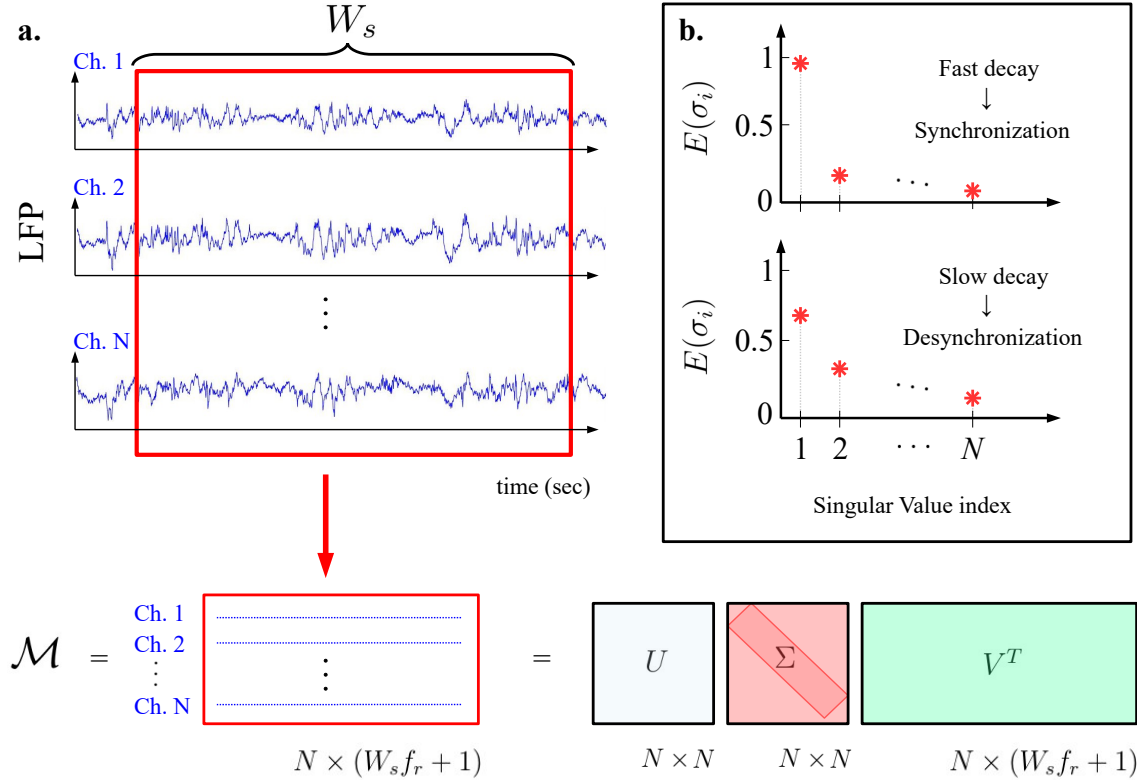 a.
W_s
Ch. 1
Ch. 2
LFP
⋮
Ch. N
time (sec)
b.
1
0.5
0
E(σ_i)
Fast decay
↓
Synchronization
· · ·
1
0.5
0
E(σ_i)
Slow decay
↓
Desynchronization
· · ·
1 2 · · · N
Singular Value index
ℳ =
Ch. 1
Ch. 2
⋮
Ch. N
⋮
= U Σ V^T
N × (W_s f_r + 1) N × N N × N N × (W_s f_r + 1)